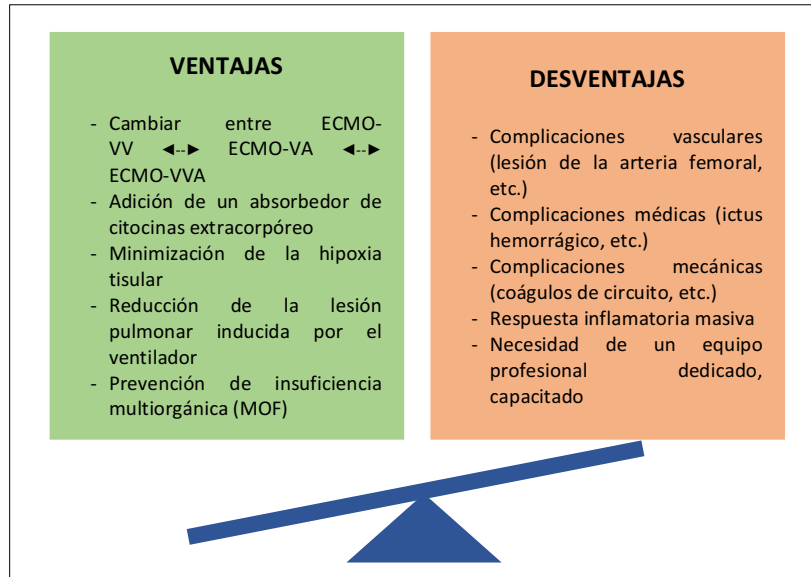 VENTAJAS
- Cambiar entre ECMO-
VV ◄--► ECMO-VA ◄--►
ECMO-VVA
- Adición de un absorbedor de
citocinas extracorpóreo
- Minimización de la hipoxia
tisular
- Reducción de la lesión
pulmonar inducida por el
ventilador
- Prevención de insuficiencia
multiorgánica (MOF)
DESVENTAJAS
- Complicaciones vasculares
(lesión de la arteria femoral,
etc.)
- Complicaciones médicas (ictus
hemorrágico, etc.)
- Complicaciones mecánicas
(coágulos de circuito, etc.)
- Respuesta inflamatoria masiva
- Necesidad de un equipo
profesional dedicado,
capacitado